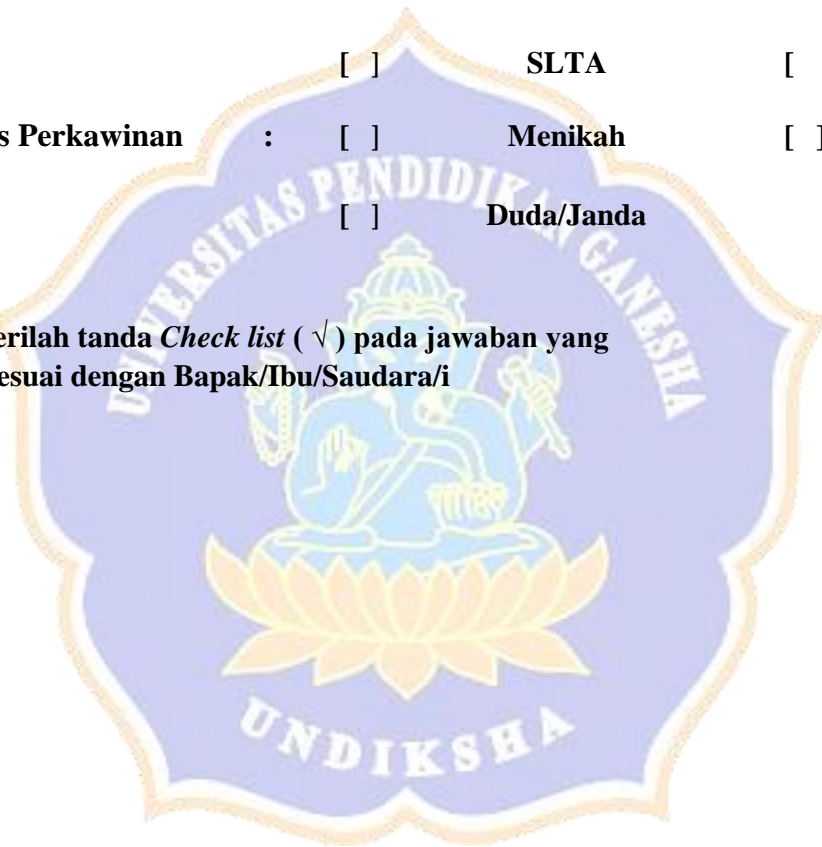 [ ] SLTA [
s Perkawinan : [ ] Menikah [ ]
[ ] Duda/Janda
erilah tanda Check list ( √ ) pada jawaban yang
esuai dengan Bapak/Ibu/Saudara/i
UNIVERSITAS PENDIDIKAN GANESHA
UNDIKSHA